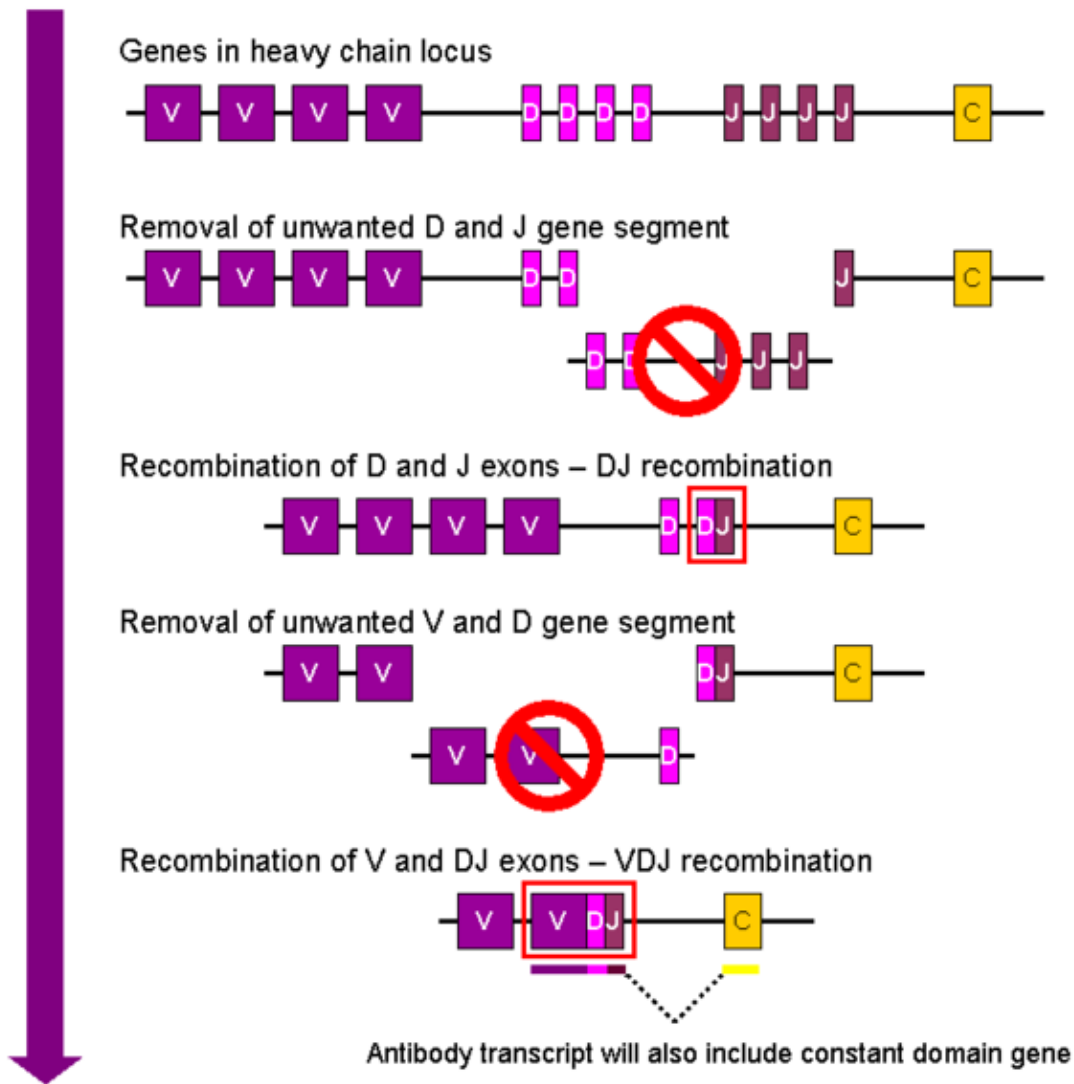 Genes in heavy chain locus
V V V V D D D D J J J J C
Removal of unwanted D and J gene segment
V V V V D D J C
D D J J J
Recombination of D and J exons – DJ recombination
V V V V D D J C
Removal of unwanted V and D gene segment
V V D J C
V V D
Recombination of V and DJ exons – VDJ recombination
V V D J C
Antibody transcript will also include constant domain gene